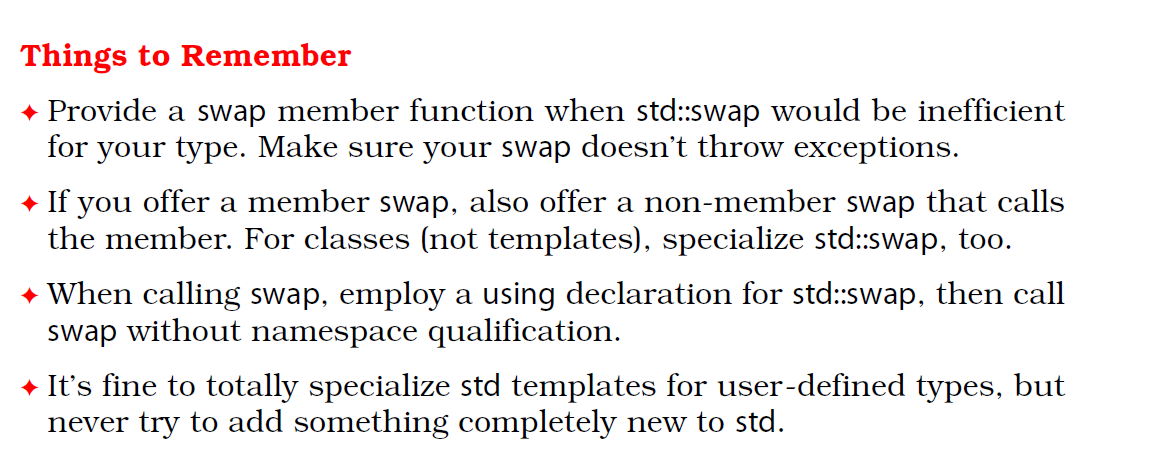 Things to Remember
✦ Provide a swap member function when std::swap would be inefficient
for your type. Make sure your swap doesn’t throw exceptions.
✦ If you offer a member swap, also offer a non-member swap that calls
the member. For classes (not templates), specialize std::swap, too.
✦ When calling swap, employ a using declaration for std::swap, then call
swap without namespace qualification.
✦ It’s fine to totally specialize std templates for user-defined types, but
never try to add something completely new to std.